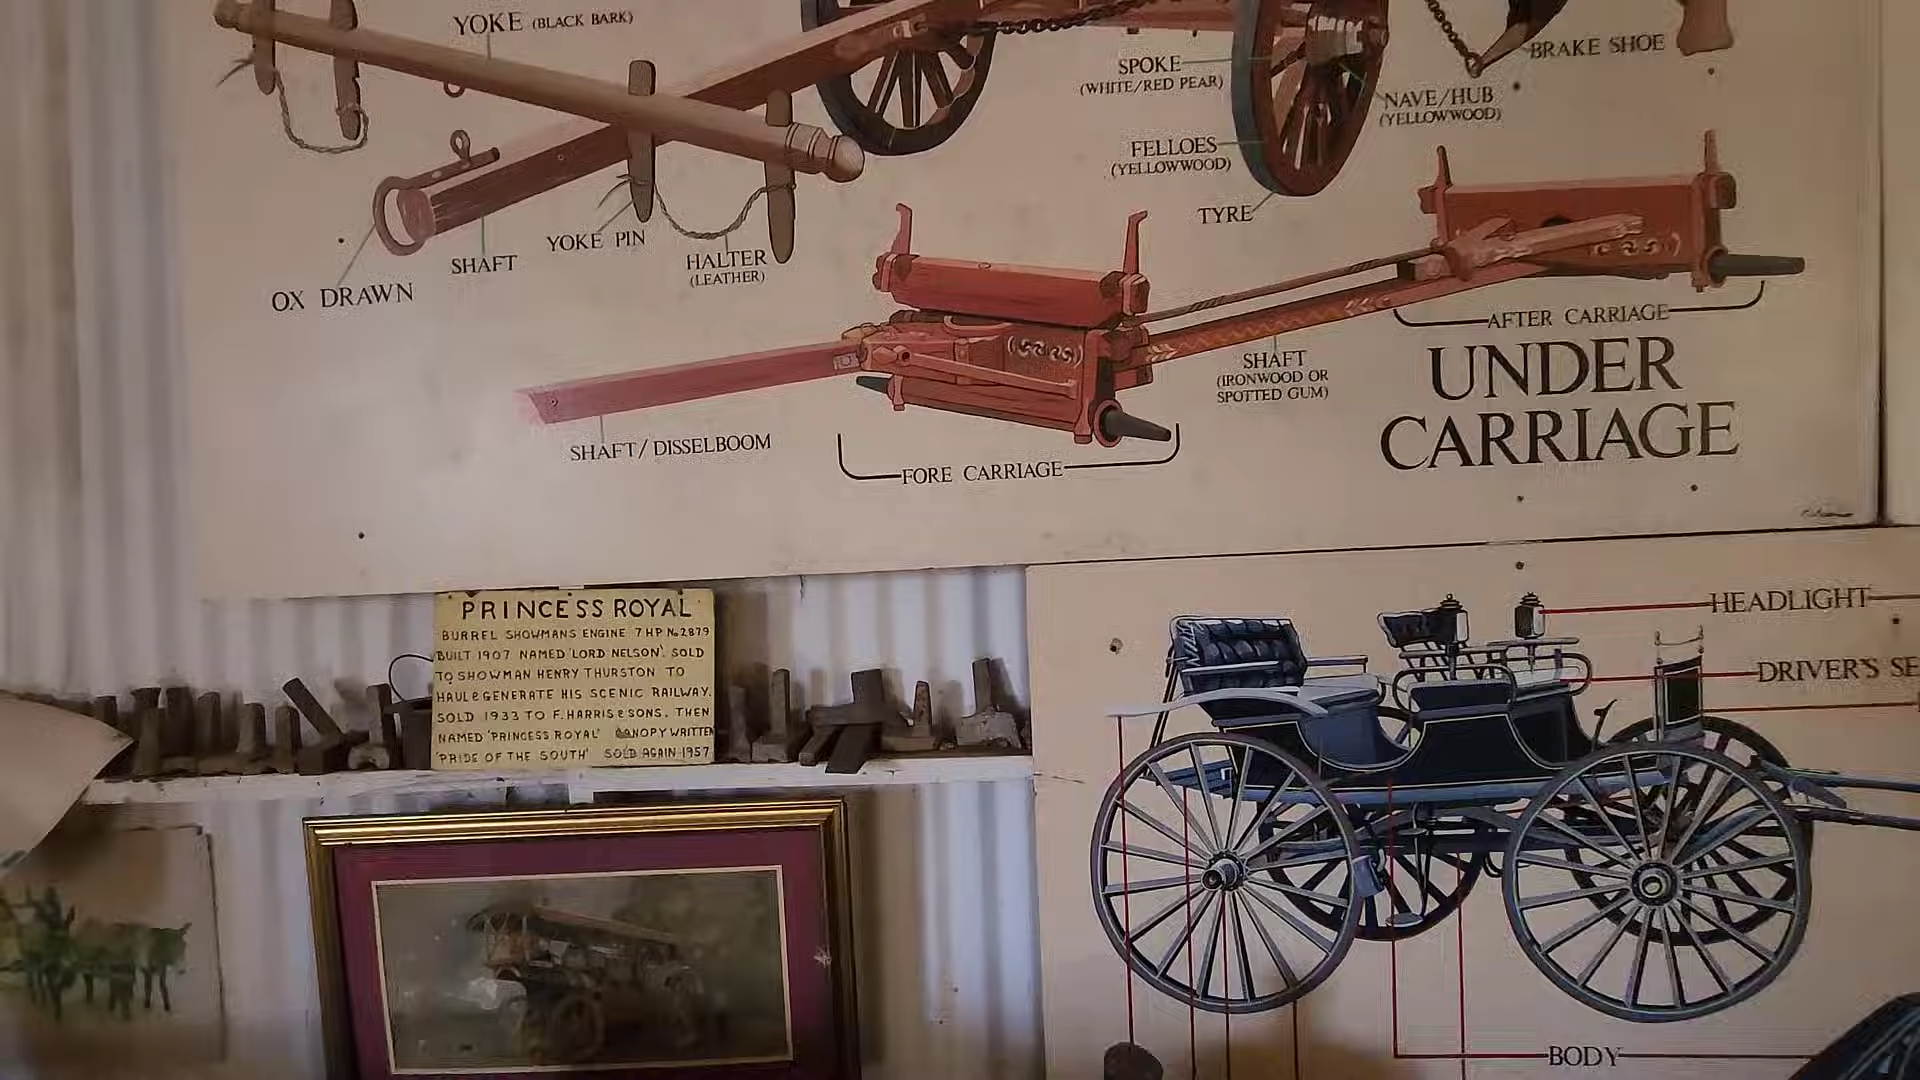 YOKE (BLACK BARK)
BRAKE SHOE
SPOKE
(WHITE/RED PEAR)
NAVE/HUB
(YELLOWWOOD)
FELLOES
(YELLOWWOOD)
TYRE
YOKE PIN
SHAFT
HALTER
(LEATHER)
OX DRAWN
AFTER CARRIAGE
SHAFT
(IRONWOOD OR
SPOTTED GUM)
UNDER
CARRIAGE
SHAFT/DISSELBOOM
FORE CARRIAGE
PRINCESS ROYAL
BURREL SHOWMANS ENGINE 7 HP No 2879
BUILT 1907 NAMED 'LORD NELSON'. SOLD
TO SHOWMAN HENRY THURSTON TO
HAUL & GENERATE HIS SCENIC RAILWAY.
SOLD 1933 TO F. HARRIS & SONS. THEN
NAMED 'PRINCESS ROYAL' CANOPY WRITTEN
'PRIDE OF THE SOUTH' SOLD AGAIN 1957
HEADLIGHT
DRIVER'S SE
BODY